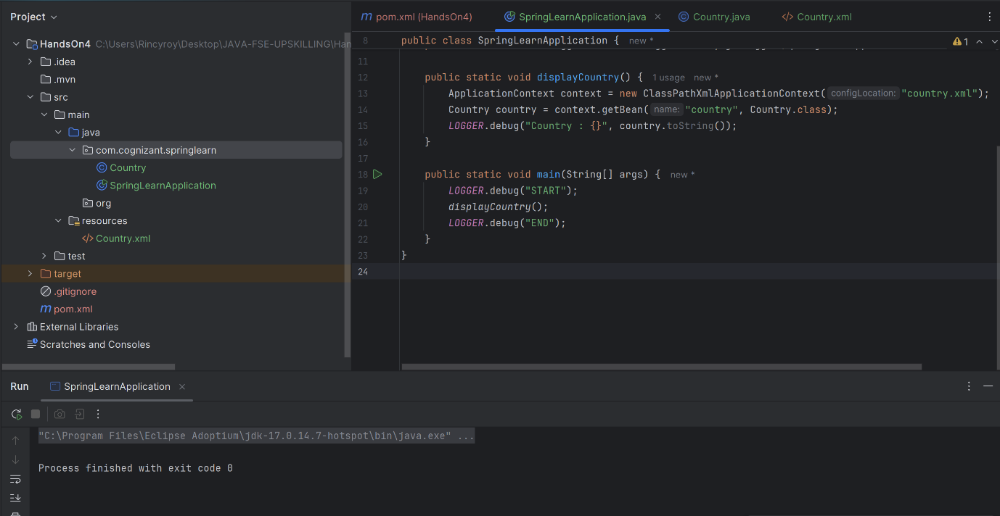 Project
HandsOn4 C:\Users\Rincyroy\Desktop\JAVA-FSE-UPSKILLING\Han
.idea
.mvn
src
main
java
com.cognizant.springlearn
Country
SpringLearnApplication
org
resources
Country.xml
test
target
.gitignore
pom.xml
External Libraries
Scratches and Consoles
pom.xml (HandsOn4) SpringLearnApplication.java Country.java Country.xml
8 public class SpringLearnApplication { new *
1
11
12 public static void displayCountry() { 1 usage new *
13 ApplicationContext context = new ClassPathXmlApplicationContext( configLocation: "country.xml");
14 Country country = context.getBean( name: "country", Country.class);
15 LOGGER.debug("Country : {}", country.toString());
16 }
17
18 public static void main(String[] args) { new *
19 LOGGER.debug("START");
20 displayCountry();
21 LOGGER.debug("END");
22 }
23 }
24
Run SpringLearnApplication
"C:\Program Files\Eclipse Adoptium\jdk-17.0.14.7-hotspot\bin\java.exe" ...
Process finished with exit code 0